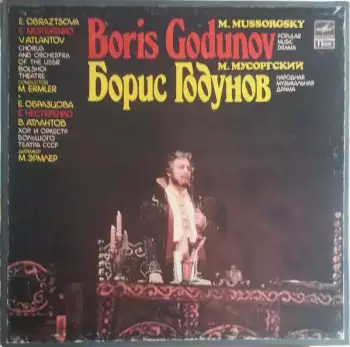 E. OBRAZTSOVA
E. NESTERENKO
V. ATLANTOV
CHORUS
AND ORCHESTRA
OF THE USSR
BOLSHOI
THEATRE
CONDUCTOR
M. ERMLER
Е. ОБРАЗЦОВА
Е. НЕСТЕРЕНКО
В. АТЛАНТОВ
ХОР И ОРКЕСТР
БОЛЬШОГО
ТЕАТРА СССР
ДИРИЖЕР
М. ЭРМЛЕР
M. MUSSORGSKY
Boris Godunov
POPULAR
MUSIC
DRAMA
М. МУСОРГСКИЙ
Борис Годунов
НАРОДНАЯ
МУЗЫКАЛЬНАЯ
ДРАМА